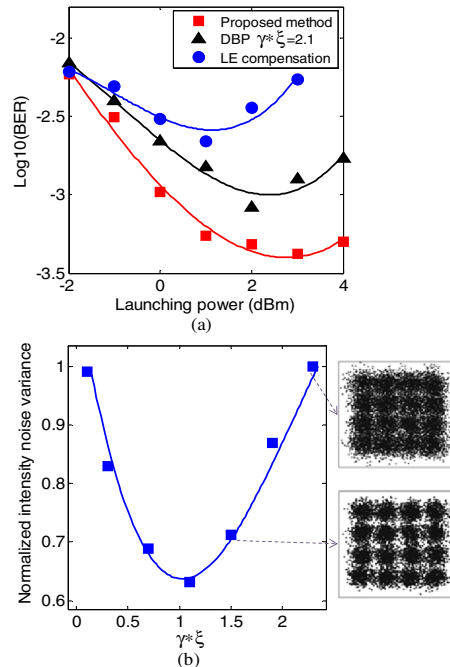 Proposed method
DBP γ*ξ=2.1
LE compensation
Log10(BER)
-2
-2.5
-3
-3.5
-2 0 2 4
Launching power (dBm)
(a)
Normalized intensity noise variance
1
0.9
0.8
0.7
0.6
0 0.5 1 1.5 2
γ*ξ
(b)